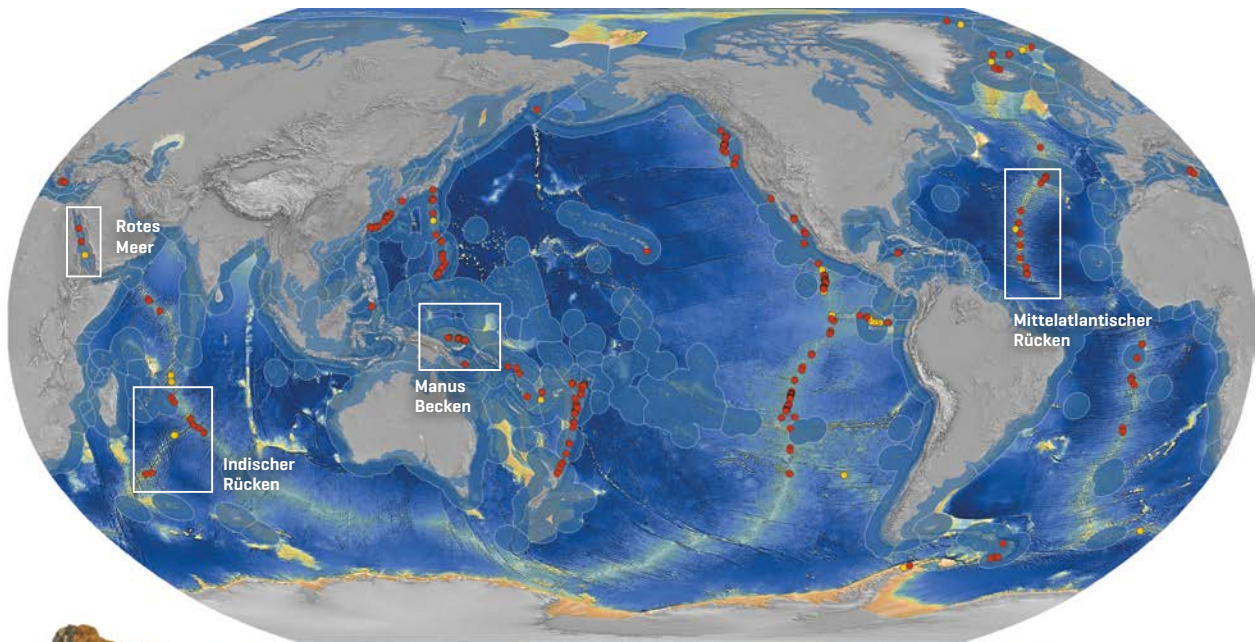 Rotes
Meer
Mittelatlantischer
Rücken
Manus
Becken
Indischer
Rücken